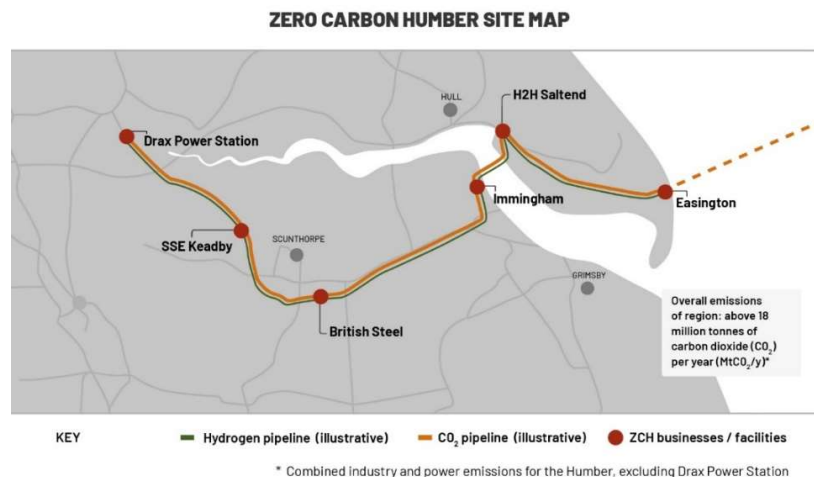 ZERO CARBON HUMBER SITE MAP
HULL
H2H Saltend
Drax Power Station
Immingham
Easington
SSE Keadby
SCUNTHORPE
GRIMSBY
British Steel
Overall emissions
of region: above 18
million tonnes of
carbon dioxide (CO₂)
per year (MtCO₂/y)*
KEY
Hydrogen pipeline (illustrative)
CO₂ pipeline (illustrative)
ZCH businesses / facilities
* Combined industry and power emissions for the Humber, excluding Drax Power Station